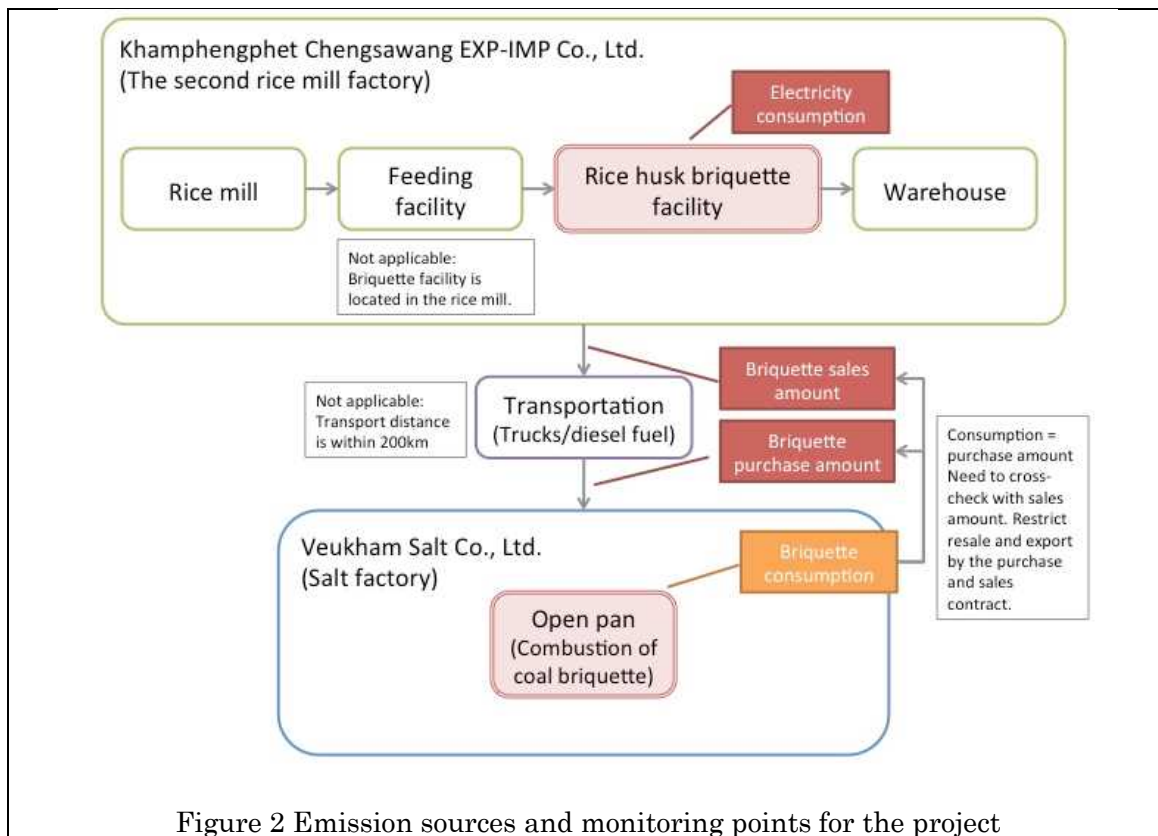 Khamphengphet Chengsawang EXP-IMP Co., Ltd.
(The second rice mill factory)
Electricity
consumption
Rice mill
Feeding
facility
Rice husk briquette
facility
Warehouse
Not applicable:
Briquette facility is
located in the rice mill.
Briquette sales
amount
Not applicable:
Transport distance
is within 200km
Transportation
(Trucks/diesel fuel)
Briquette
purchase amount
Consumption =
purchase amount
Need to cross-
check with sales
amount. Restrict
resale and export
by the purchase
and sales
contract.
Veukham Salt Co., Ltd.
(Salt factory)
Briquette
consumption
Open pan
(Combustion of
coal briquette)
Figure 2 Emission sources and monitoring points for the project